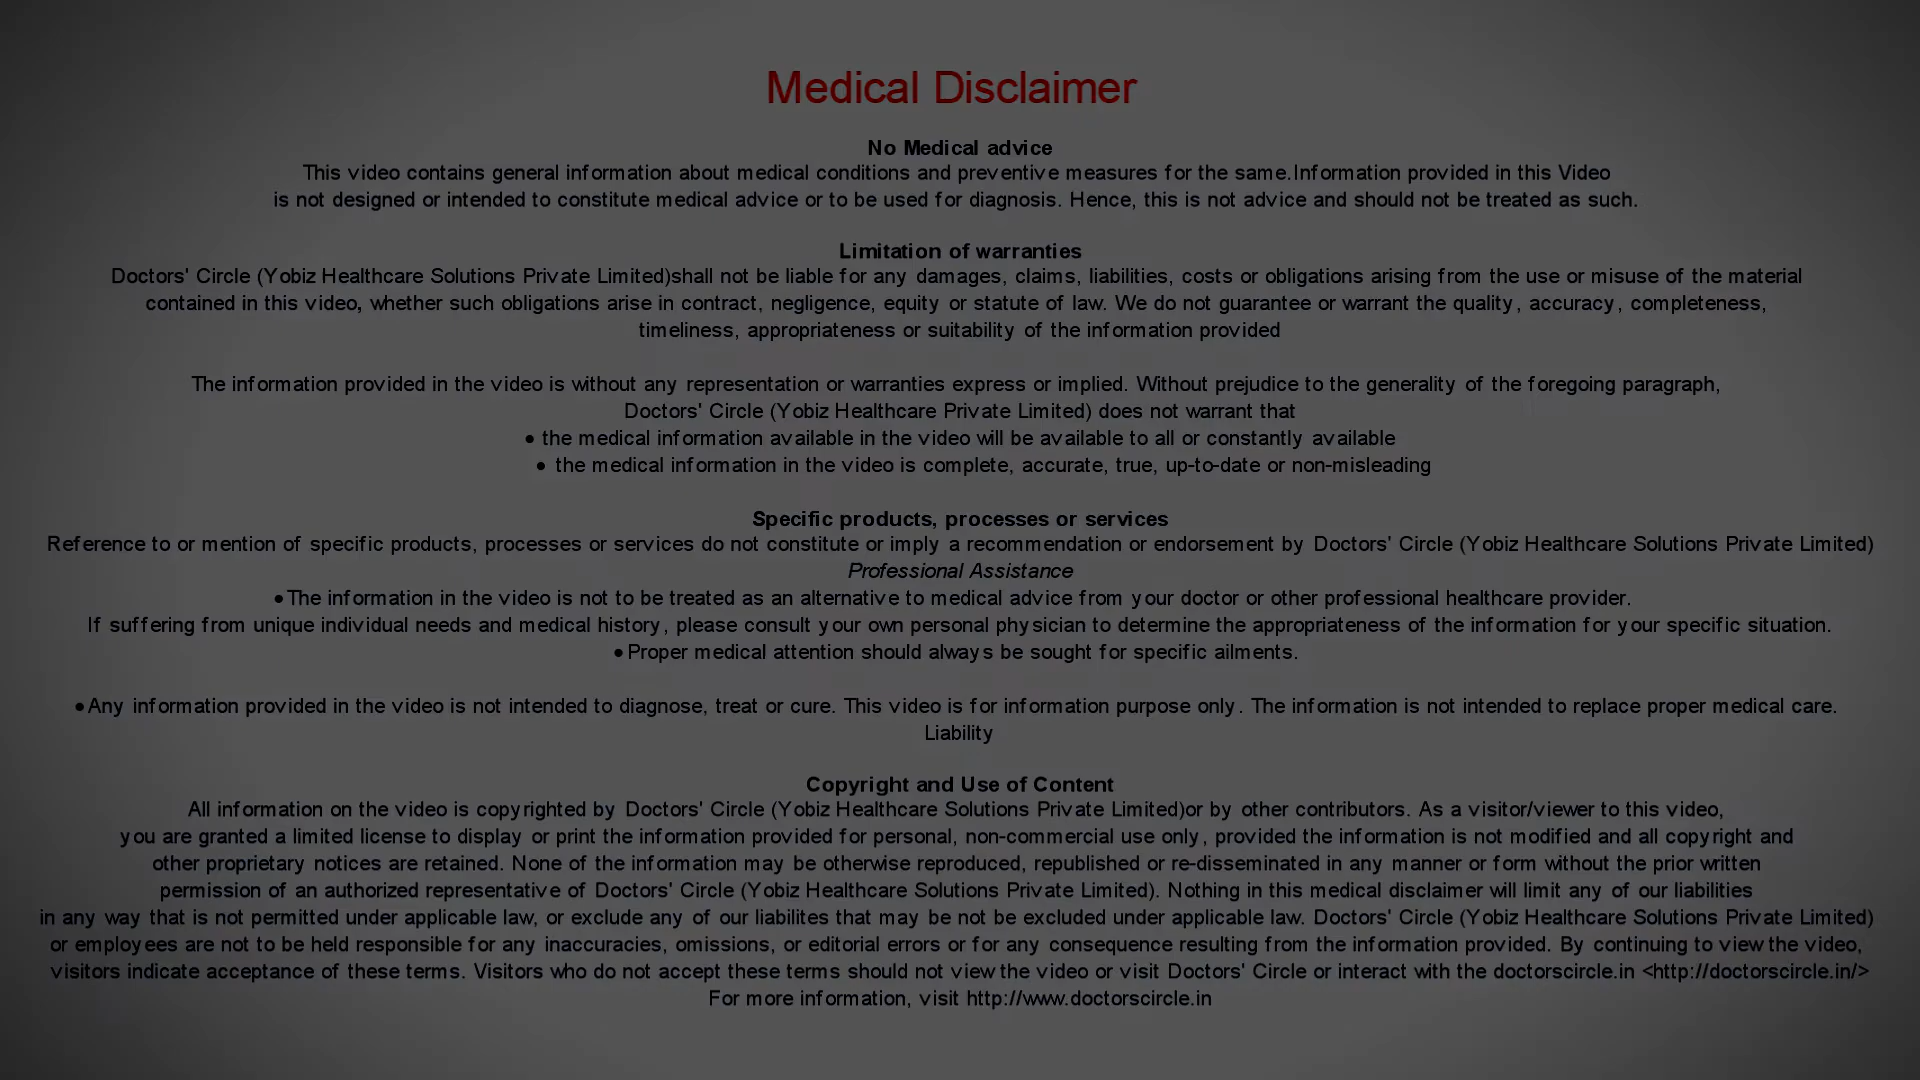 Medical Disclaimer
No Medical advice
This video contains general information about medical conditions and preventive measures for the same.Information provided in this Video
is not designed or intended to constitute medical advice or to be used for diagnosis. Hence, this is not advice and should not be treated as such.
Limitation of warranties
Doctors' Circle (Yobiz Healthcare Solutions Private Limited)shall not be liable for any damages, claims, liabilities, costs or obligations arising from the use or misuse of the material
contained in this video, whether such obligations arise in contract, negligence, equity or statute of law. We do not guarantee or warrant the quality, accuracy, completeness,
timeliness, appropriateness or suitability of the information provided
The information provided in the video is without any representation or warranties express or implied. Without prejudice to the generality of the foregoing paragraph,
Doctors' Circle (Yobiz Healthcare Private Limited) does not warrant that
• the medical information available in the video will be available to all or constantly available
• the medical information in the video is complete, accurate, true, up-to-date or non-misleading
Specific products, processes or services
Reference to or mention of specific products, processes or services do not constitute or imply a recommendation or endorsement by Doctors' Circle (Yobiz Healthcare Solutions Private Limited)
Professional Assistance
•The information in the video is not to be treated as an alternative to medical advice from your doctor or other professional healthcare provider.
If suffering from unique individual needs and medical history, please consult your own personal physician to determine the appropriateness of the information for your specific situation.
•Proper medical attention should always be sought for specific ailments.
•Any information provided in the video is not intended to diagnose, treat or cure. This video is for information purpose only. The information is not intended to replace proper medical care.
Liability
Copyright and Use of Content
All information on the video is copyrighted by Doctors' Circle (Yobiz Healthcare Solutions Private Limited)or by other contributors. As a visitor/viewer to this video,
you are granted a limited license to display or print the information provided for personal, non-commercial use only, provided the information is not modified and all copyright and
other proprietary notices are retained. None of the information may be otherwise reproduced, republished or re-disseminated in any manner or form without the prior written
permission of an authorized representative of Doctors' Circle (Yobiz Healthcare Solutions Private Limited). Nothing in this medical disclaimer will limit any of our liabilities
in any way that is not permitted under applicable law, or exclude any of our liabilites that may be not be excluded under applicable law. Doctors' Circle (Yobiz Healthcare Solutions Private Limited)
or employees are not to be held responsible for any inaccuracies, omissions, or editorial errors or for any consequence resulting from the information provided. By continuing to view the video,
visitors indicate acceptance of these terms. Visitors who do not accept these terms should not view the video or visit Doctors' Circle or interact with the doctorscircle.in <http://doctorscircle.in/>
For more information, visit http://www.doctorscircle.in